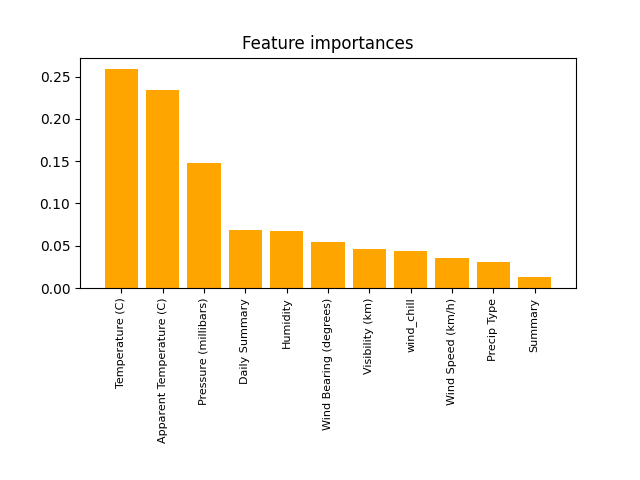 Feature importances
0.25
0.20
0.15
0.10
0.05
0.00
Temperature (C)
Apparent Temperature (C)
Pressure (millibars)
Daily Summary
Humidity
Wind Bearing (degrees)
Visibility (km)
wind_chill
Wind Speed (km/h)
Precip Type
Summary